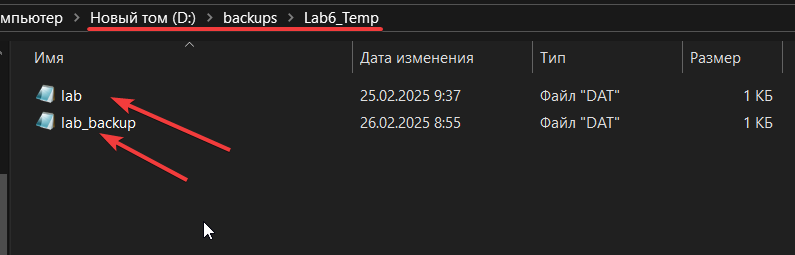 мпьютер > Новый том (D:) > backups > Lab6_Temp
Имя Дата изменения Тип Размер
lab 25.02.2025 9:37 Файл "DAT" 1 КБ
lab_backup 26.02.2025 8:55 Файл "DAT" 1 КБ